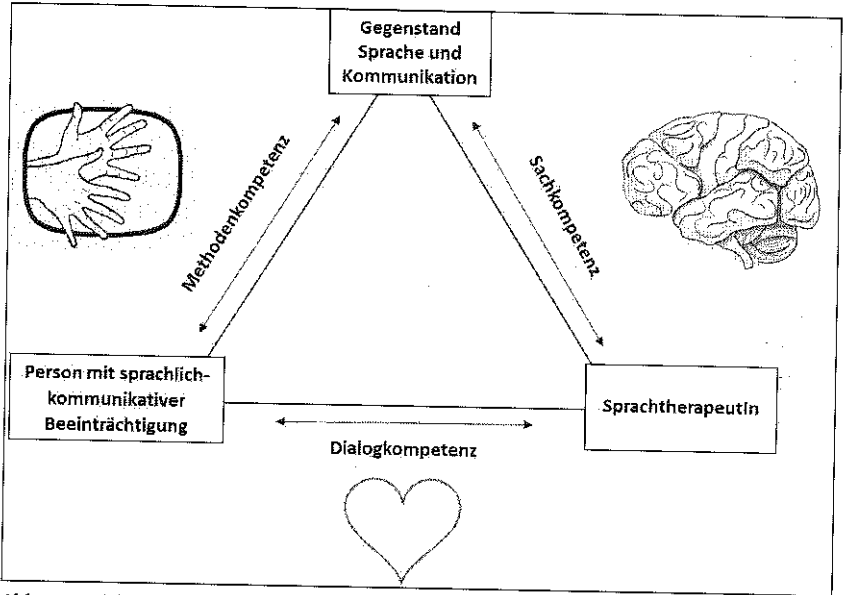 Gegenstand
Sprache und
Kommunikation
Methodenkompetenz
Sachkompetenz
Person mit sprachlich-
kommunikativer
Beeinträchtigung
Sprachtherapeutin
Dialogkompetenz